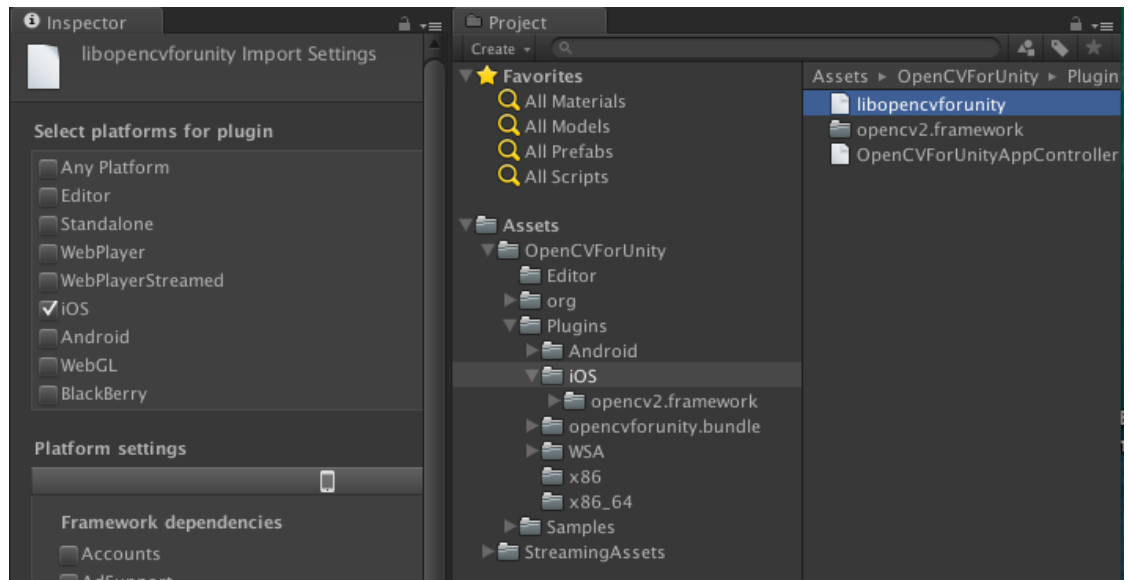 Inspector
libopencvforunity Import Settings
Select platforms for plugin
Any Platform
Editor
Standalone
WebPlayer
WebPlayerStreamed
iOS
Android
WebGL
BlackBerry
Platform settings
Framework dependencies
Accounts
AdSupport
Project
Create
Favorites
All Materials
All Models
All Prefabs
All Scripts
Assets
OpenCVForUnity
Editor
org
Plugins
Android
iOS
opencv2.framework
opencvforunity.bundle
WSA
x86
x86_64
Samples
StreamingAssets
Assets ▸ OpenCVForUnity ▸ Plugin
libopencvforunity
opencv2.framework
OpenCVForUnityAppController